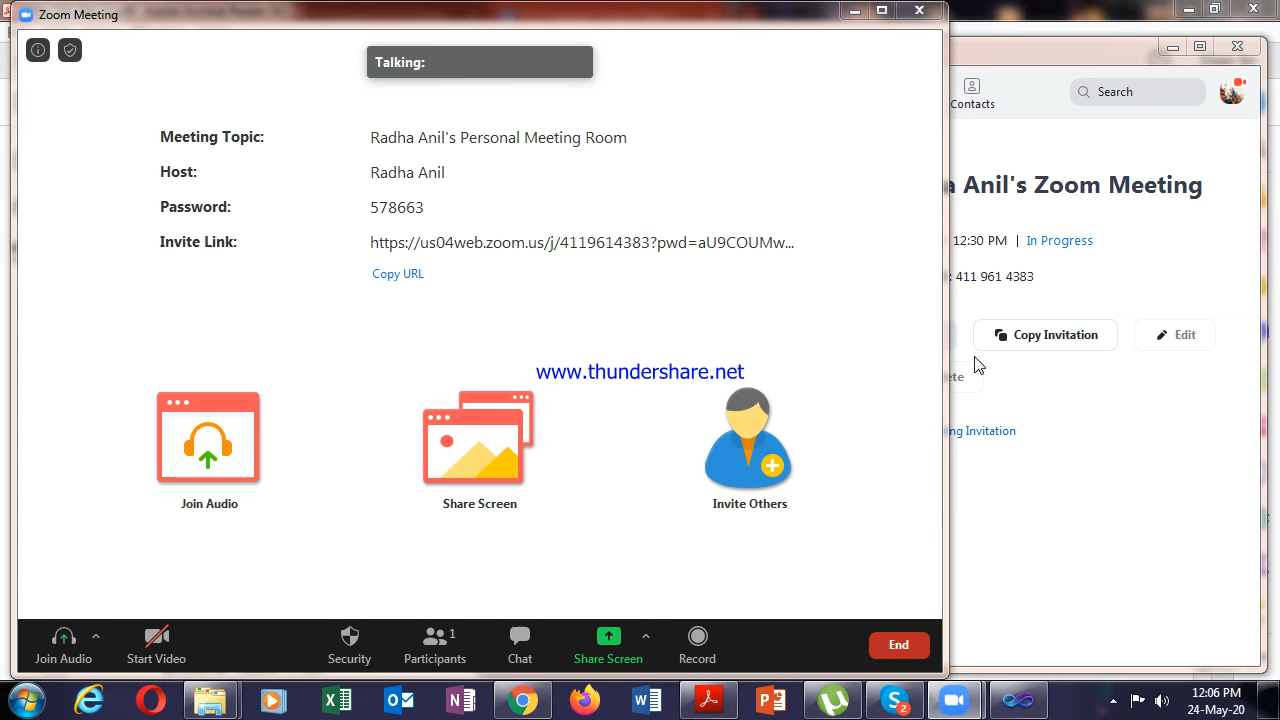 Zoom Meeting
Talking:
Meeting Topic: Radha Anil's Personal Meeting Room
Host: Radha Anil
Password: 578663
Invite Link: https://us04web.zoom.us/j/4119614383?pwd=aU9COUMw...
Copy URL
www.thundershare.net
Join Audio
Share Screen
Invite Others
Join Audio
Start Video
Security
Participants 1
Chat
Share Screen
Record
End
Contacts
Search
a Anil's Zoom Meeting
12:30 PM | In Progress
: 411 961 4383
Copy Invitation
Edit
ete
ng Invitation
2
12:06 PM
24-May-20